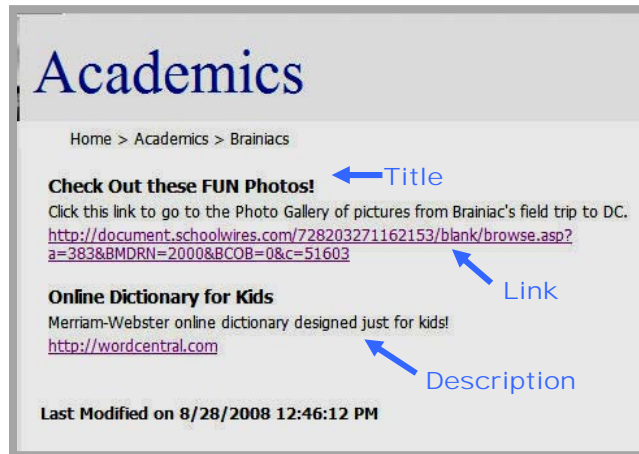 Academics
Home > Academics > Brainiacs
Check Out these FUN Photos!
Title
Click this link to go to the Photo Gallery of pictures from Brainiac's field trip to DC.
http://document.schoolwires.com/728203271162153/blank/browse.asp?
a=383&BMDRN=2000&BCOB=0&c=51603
Link
Online Dictionary for Kids
Merriam-Webster online dictionary designed just for kids!
http://wordcentral.com
Description
Last Modified on 8/28/2008 12:46:12 PM